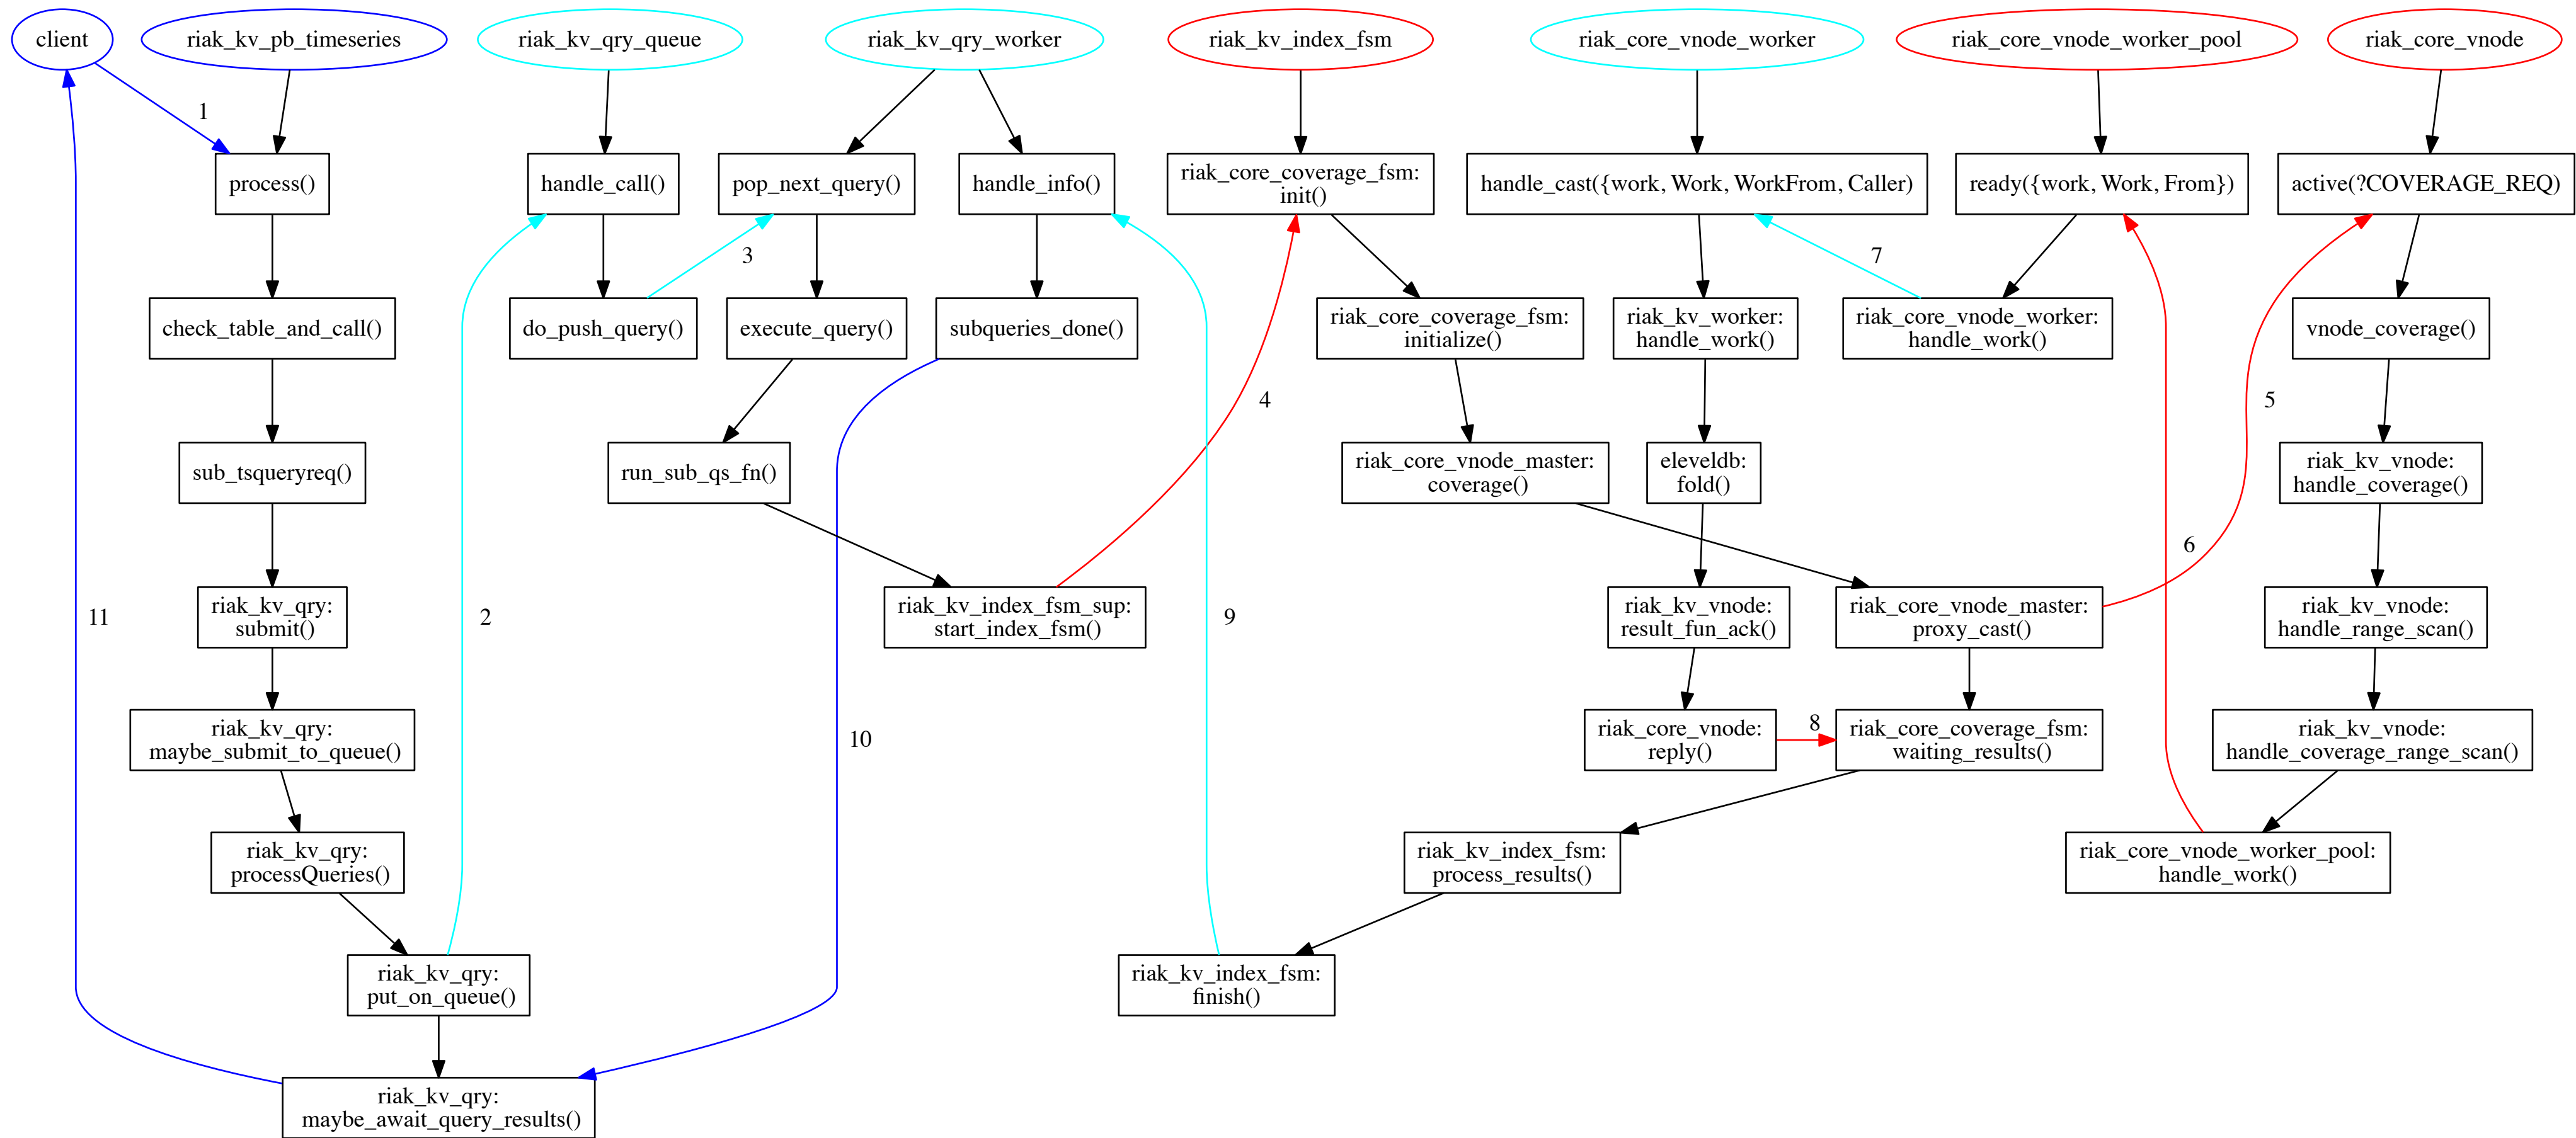 client
riak_kv_pb_timeseries
riak_kv_qry_queue
riak_kv_qry_worker
riak_kv_index_fsm
riak_core_vnode_worker
riak_core_vnode_worker_pool
riak_core_vnode
1
process()
handle_call()
pop_next_query()
handle_info()
riak_core_coverage_fsm:
init()
handle_cast({work, Work, WorkFrom, Caller)
ready({work, Work, From})
active(?COVERAGE_REQ)
3
7
check_table_and_call()
do_push_query()
execute_query()
subqueries_done()
riak_core_coverage_fsm:
initialize()
riak_kv_worker:
handle_work()
riak_core_vnode_worker:
handle_work()
vnode_coverage()
4
5
sub_tsqueryreq()
run_sub_qs_fn()
riak_core_vnode_master:
coverage()
eleveldb:
fold()
riak_kv_vnode:
handle_coverage()
6
11
riak_kv_qry:
submit()
2
riak_kv_index_fsm_sup:
start_index_fsm()
9
riak_kv_vnode:
result_fun_ack()
riak_core_vnode_master:
proxy_cast()
riak_kv_vnode:
handle_range_scan()
riak_kv_qry:
maybe_submit_to_queue()
10
riak_core_vnode:
reply()
8
riak_core_coverage_fsm:
waiting_results()
riak_kv_vnode:
handle_coverage_range_scan()
riak_kv_qry:
processQueries()
riak_kv_index_fsm:
process_results()
riak_core_vnode_worker_pool:
handle_work()
riak_kv_qry:
put_on_queue()
riak_kv_index_fsm:
finish()
riak_kv_qry:
maybe_await_query_results()